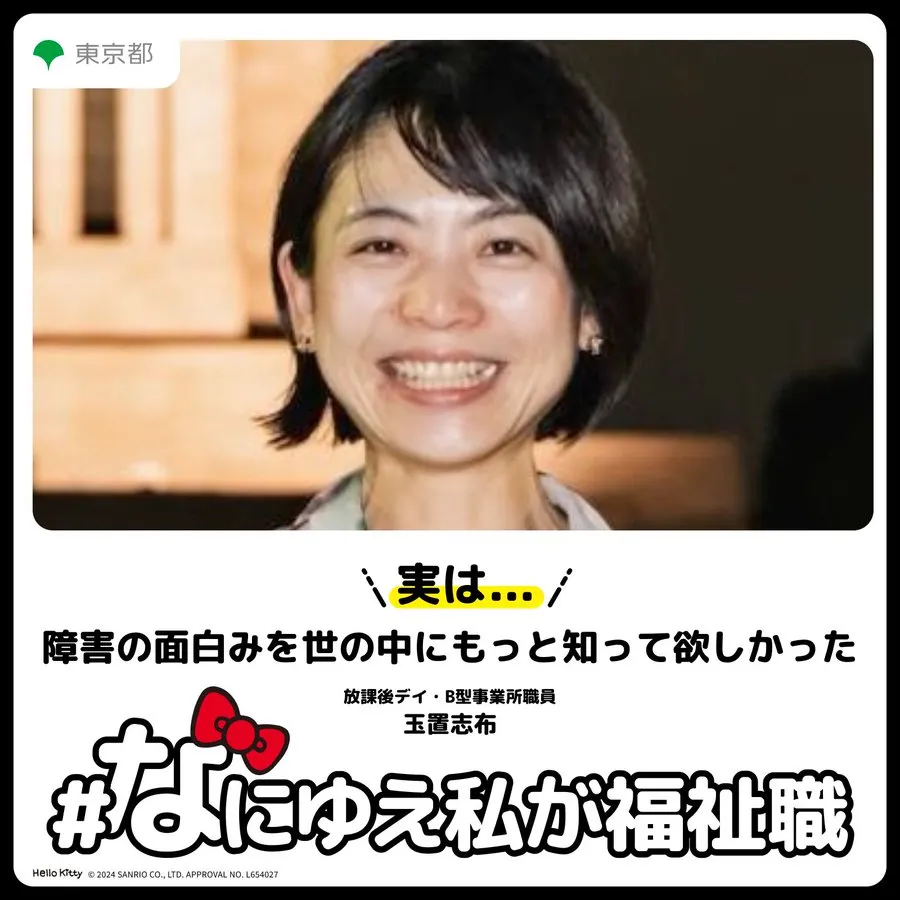 東京都
実は...
障害の面白みを世の中にもっと知って欲しかった
放課後デイ・B型事業所職員
玉置志布
#なにゆえ私が福祉職
Hello Kitty © 2024 SANRIO CO., LTD. APPROVAL NO. L654027